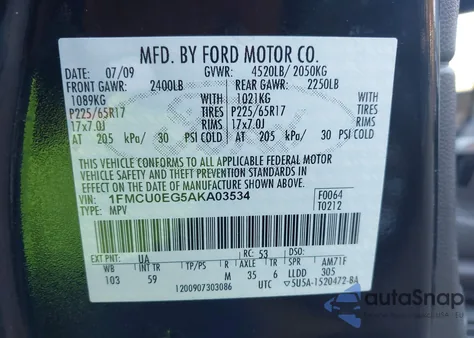 MFD. BY FORD MOTOR CO.
DATE: 07/09 GVWR: 4520LB/ 2050KG
FRONT GAWR: 2400LB REAR GAWR: 2250LB
1089KG WITH 1021KG WITH
P225/65R17 TIRES P225/65R17 TIRES
17x7.0J RIMS 17x7.0J RIMS
AT 205 kPa/ 30 PSI COLD AT 205 kPa/ 30 PSI COLD
THIS VEHICLE CONFORMS TO ALL APPLICABLE FEDERAL MOTOR
VEHICLE SAFETY AND THEFT PREVENTION STANDARDS IN EFFECT
ON THE DATE OF MANUFACTURE SHOWN ABOVE.
VIN: 1FMCU0EG5AKA03534 F0064
TYPE: MPV T0212
EXT PNT: UA RC: 53 DSO:
WB INT TR TP/PS R AXLE TR SPR AM71F
103 59 M 35 6 LLDD 305
1200907303086 UTC 5U5A-1520472-BA
autoSnap